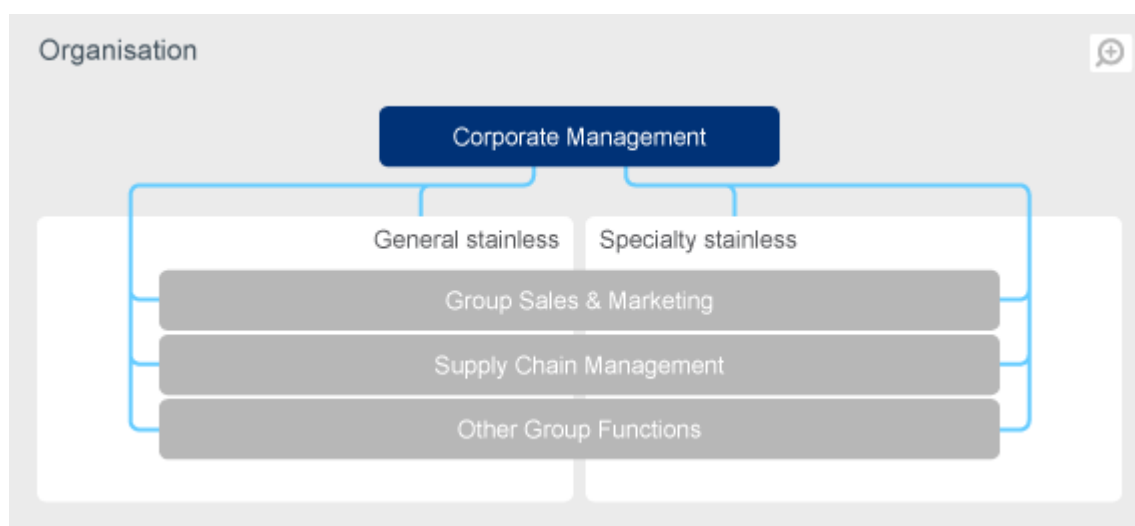 Organisation
Corporate Management
General stainless
Specialty stainless
Group Sales & Marketing
Supply Chain Management
Other Group Functions